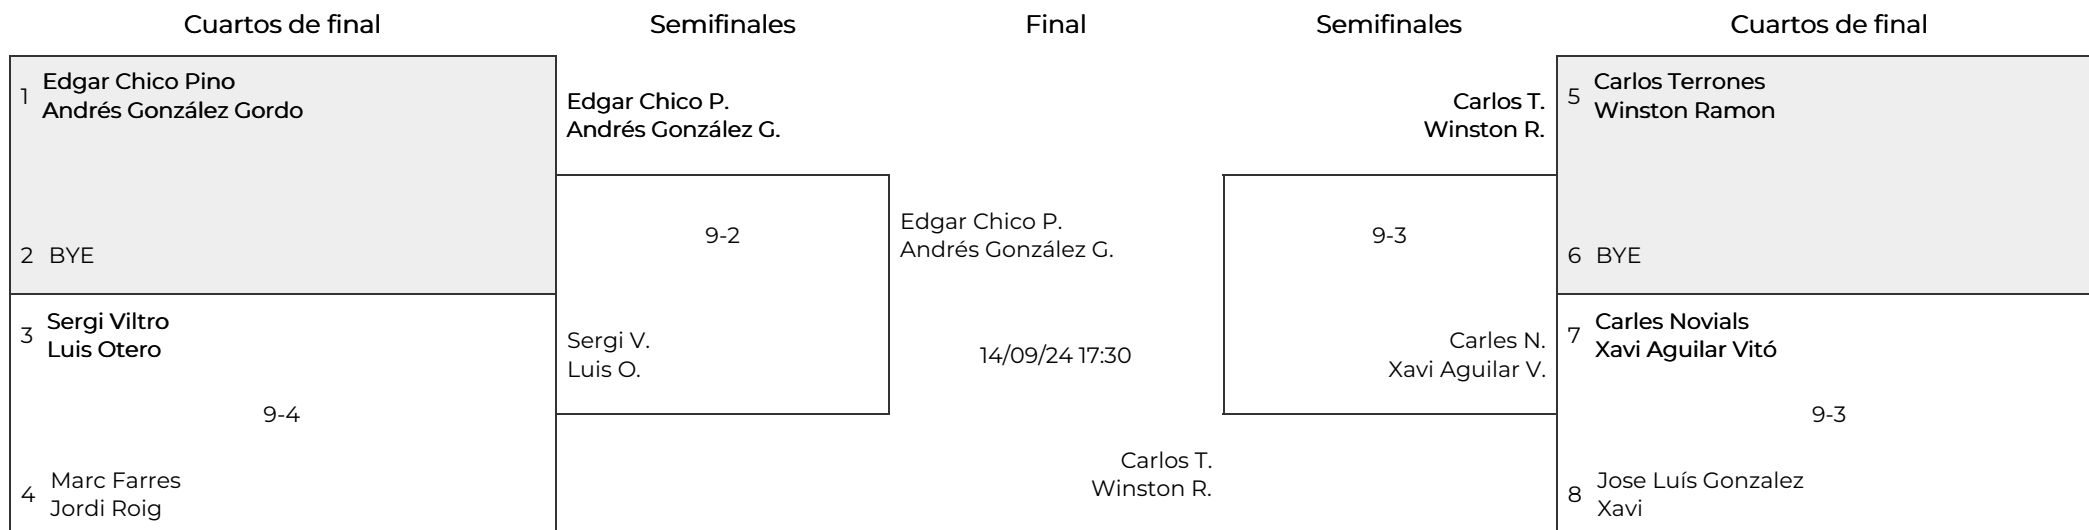 Cuartos de final
Semifinales
Final
Semifinales
Cuartos de final
1
Edgar Chico Pino
Andrés González Gordo
2 BYE
3
Sergi Viltro
Luis Otero
9-4
4
Marc Farres
Jordi Roig
Edgar Chico P.
Andrés González G.
9-2
Sergi V.
Luis O.
Edgar Chico P.
Andrés González G.
14/09/24 17:30
Carlos T.
Winston R.
Carlos T.
Winston R.
9-3
Carles N.
Xavi Aguilar V.
5
Carlos Terrones
Winston Ramon
6 BYE
7
Carles Novials
Xavi Aguilar Vitó
9-3
8
Jose Luís Gonzalez
Xavi